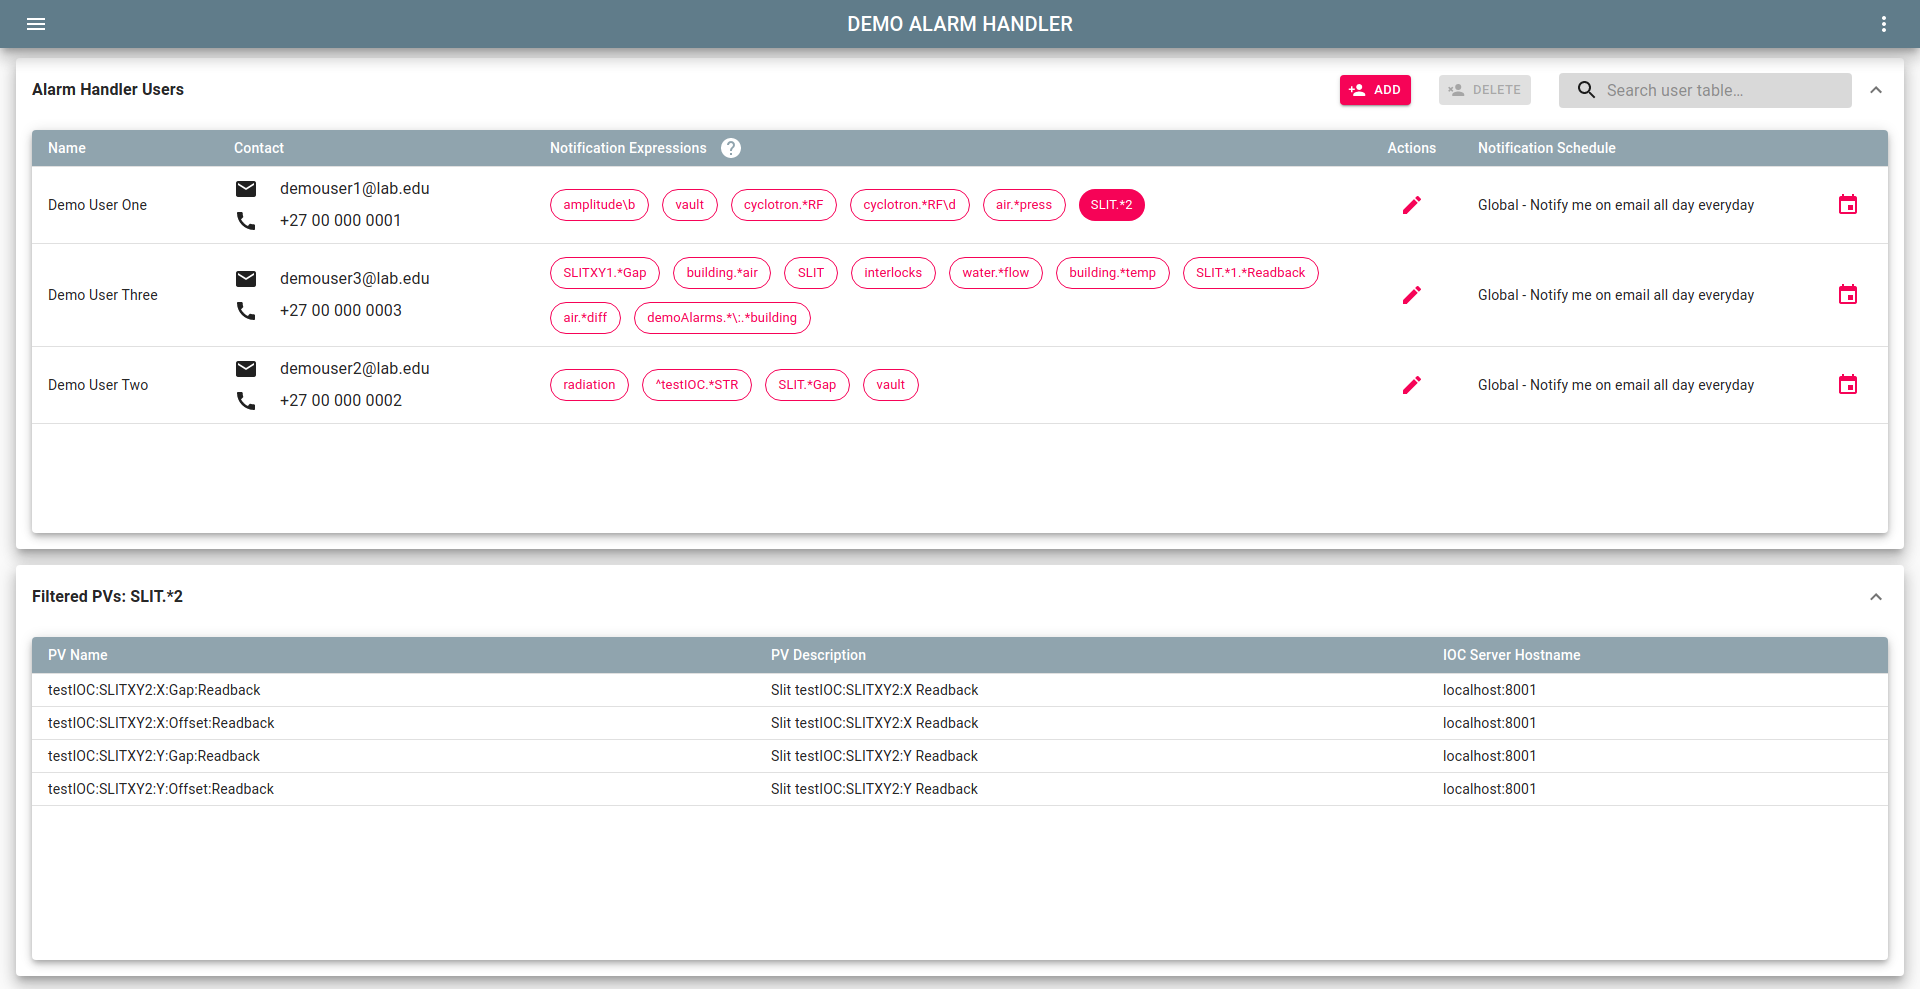 DEMO ALARM HANDLER
Alarm Handler Users
ADD
DELETE
Search user table...
Name Contact Notification Expressions ? Actions Notification Schedule
Demo User One
demouser1@lab.edu
+27 00 000 0001
amplitude\b vault cyclotron.*RF cyclotron.*RF\d air.*press SLIT.*2
Global - Notify me on email all day everyday
Demo User Three
demouser3@lab.edu
+27 00 000 0003
SLITXY1.*Gap building.*air SLIT interlocks water.*flow building.*temp SLIT.*1.*Readback
air.*diff demoAlarms.*\:.*building
Global - Notify me on email all day everyday
Demo User Two
demouser2@lab.edu
+27 00 000 0002
radiation ^testIOC.*STR SLIT.*Gap vault
Global - Notify me on email all day everyday
Filtered PVs: SLIT.*2
PV Name PV Description IOC Server Hostname
testIOC:SLITXY2:X:Gap:Readback Slit testIOC:SLITXY2:X Readback localhost:8001
testIOC:SLITXY2:X:Offset:Readback Slit testIOC:SLITXY2:X Readback localhost:8001
testIOC:SLITXY2:Y:Gap:Readback Slit testIOC:SLITXY2:Y Readback localhost:8001
testIOC:SLITXY2:Y:Offset:Readback Slit testIOC:SLITXY2:Y Readback localhost:8001